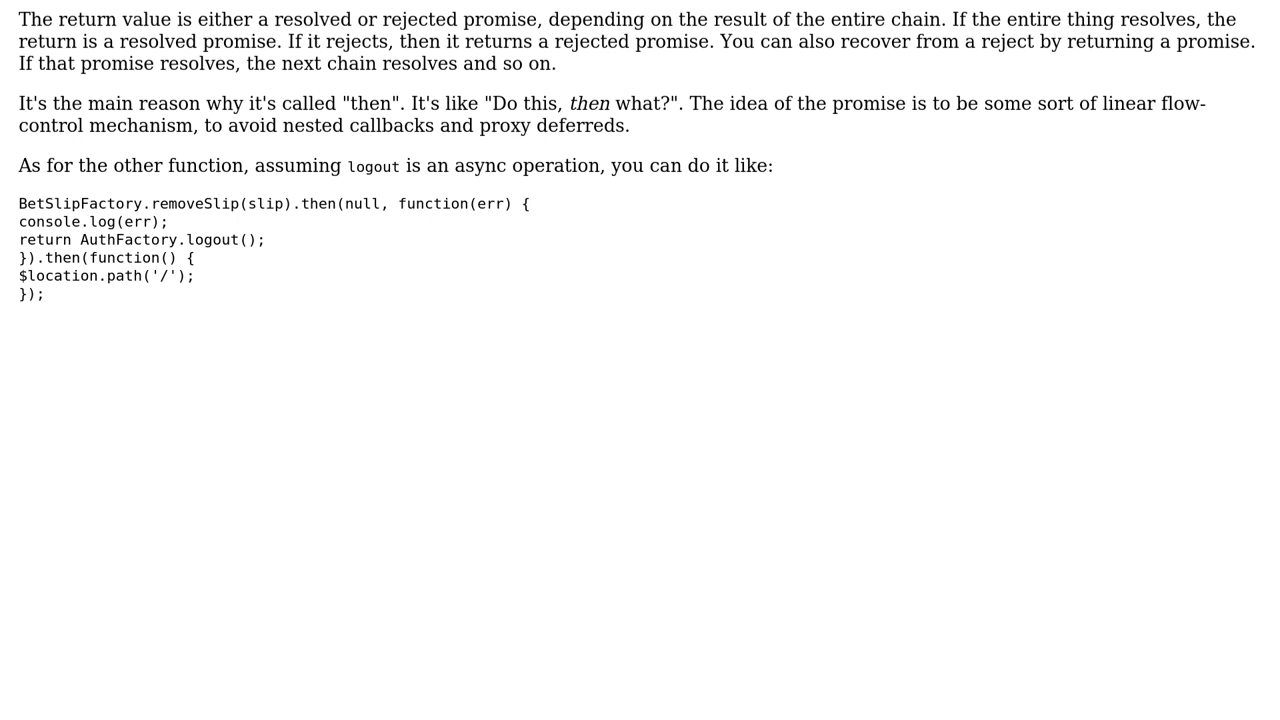 The return value is either a resolved or rejected promise, depending on the result of the entire chain. If the entire thing resolves, the
return is a resolved promise. If it rejects, then it returns a rejected promise. You can also recover from a reject by returning a promise.
If that promise resolves, the next chain resolves and so on.
It's the main reason why it's called "then". It's like "Do this, then what?". The idea of the promise is to be some sort of linear flow-
control mechanism, to avoid nested callbacks and proxy deferreds.
As for the other function, assuming logout is an async operation, you can do it like:
BetSlipFactory.removeSlip(slip).then(null, function(err) {
console.log(err);
return AuthFactory.logout();
}).then(function() {
$location.path('/');
});